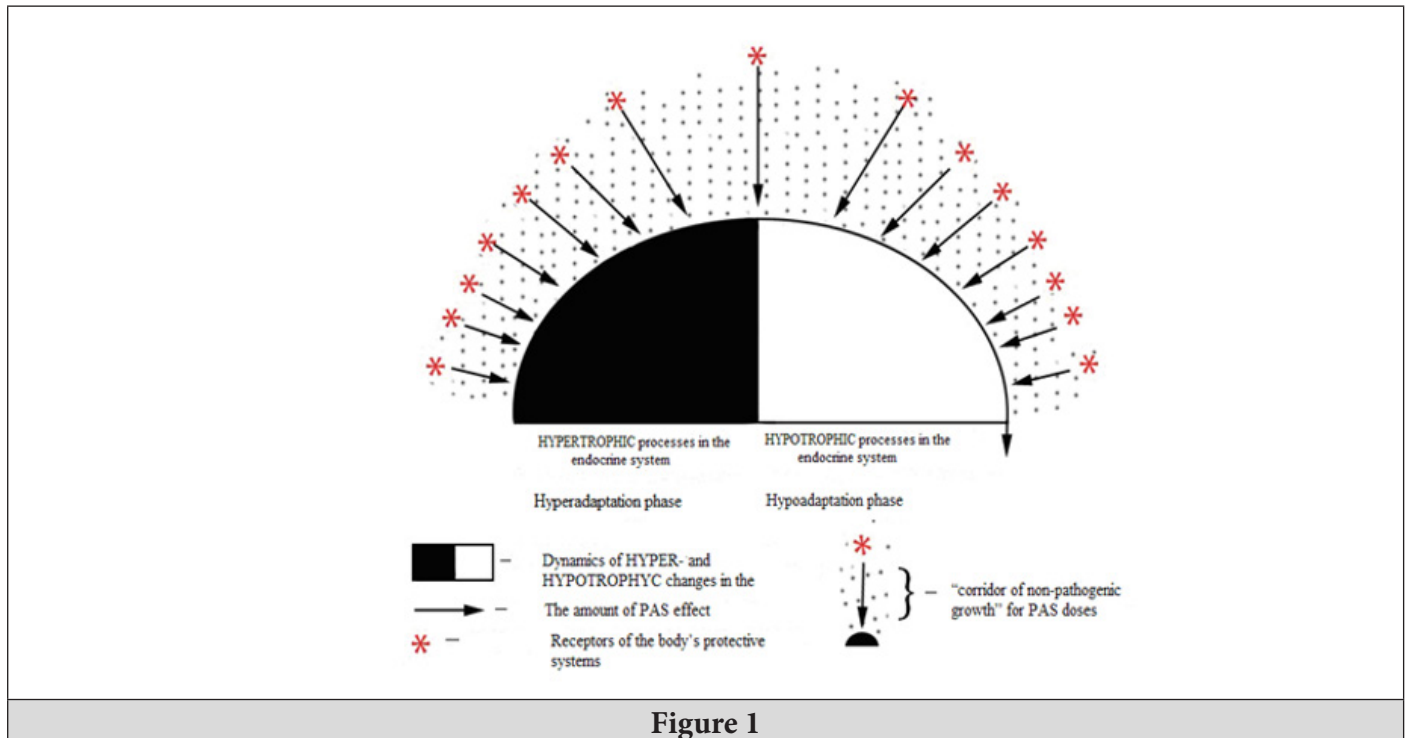 HYPERTROPHIC processes in the
endocrine system
HYPOTROPHIC processes in the
endocrine system
Hyperadaptation phase
Hypoadaptation phase
– Dynamics of HYPER- and
HYPOTROPHYC changes in the
– The amount of PAS effect
– Receptors of the body's protective
systems
– "corridor of non-pathogenic
growth" for PAS doses
Figure 1